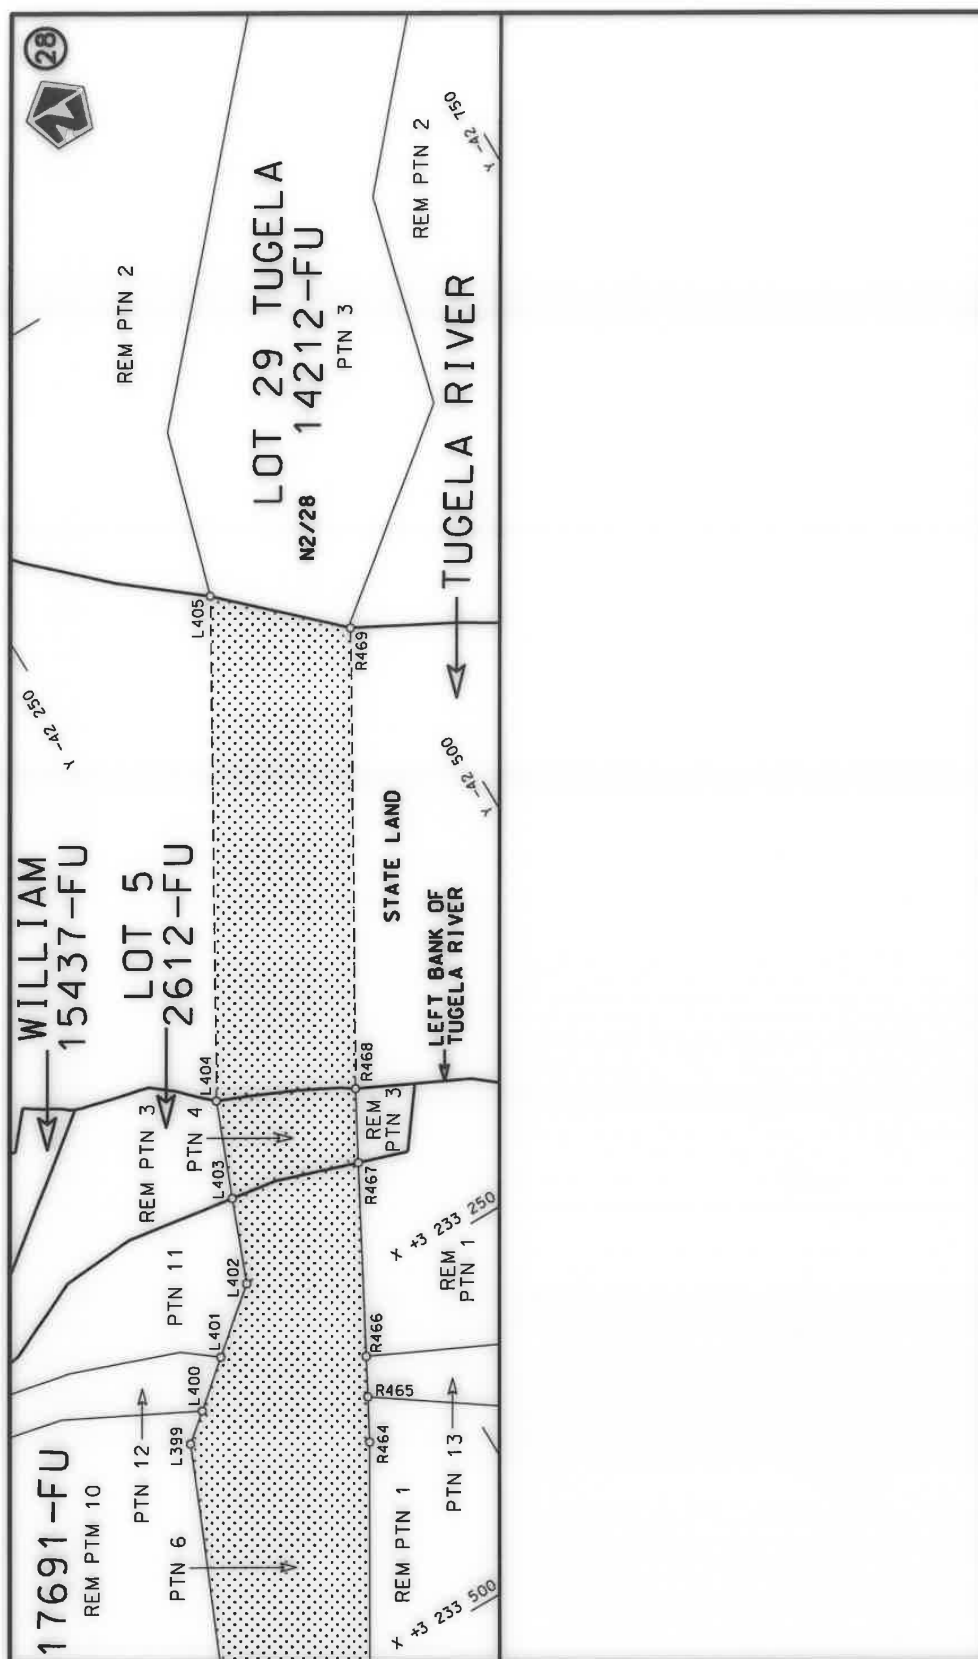 28
N
REM PTN 2
LOT 29 TUGELA
14212-FU
PTN 3
N2/28
REM PTN 2
Y -42 750
TUGELA RIVER
L405
R469
Y -42 250
Y -42 500
STATE LAND
WILLIAM
15437-FU
LOT 5
2612-FU
LEFT BANK OF
TUGELA RIVER
L404
R468
REM PTN 3
PTN 4
REM
PTN 3
L403
R467
X +3 233 250
REM
PTN 1
PTN 11
L402
L401
R466
L400
R465
L399
R464
PTN 12
PTN 13
17691-FU
REM PTM 10
PTN 6
REM PTN 1
X +3 233 500